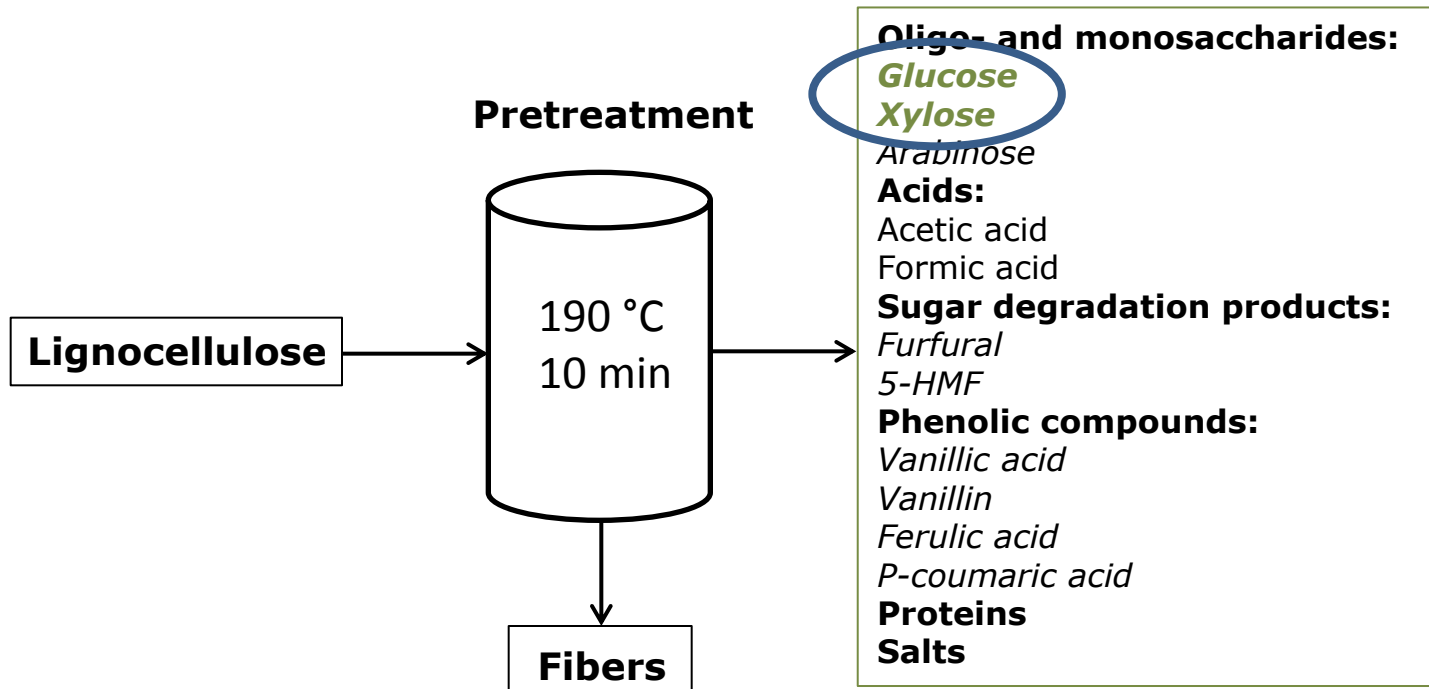 Pretreatment
190 °C
10 min
Lignocellulose
Fibers
Oligo- and monosaccharides:
Glucose
Xylose
Arabinose
Acids:
Acetic acid
Formic acid
Sugar degradation products:
Furfural
5-HMF
Phenolic compounds:
Vanillic acid
Vanillin
Ferulic acid
P-coumaric acid
Proteins
Salts